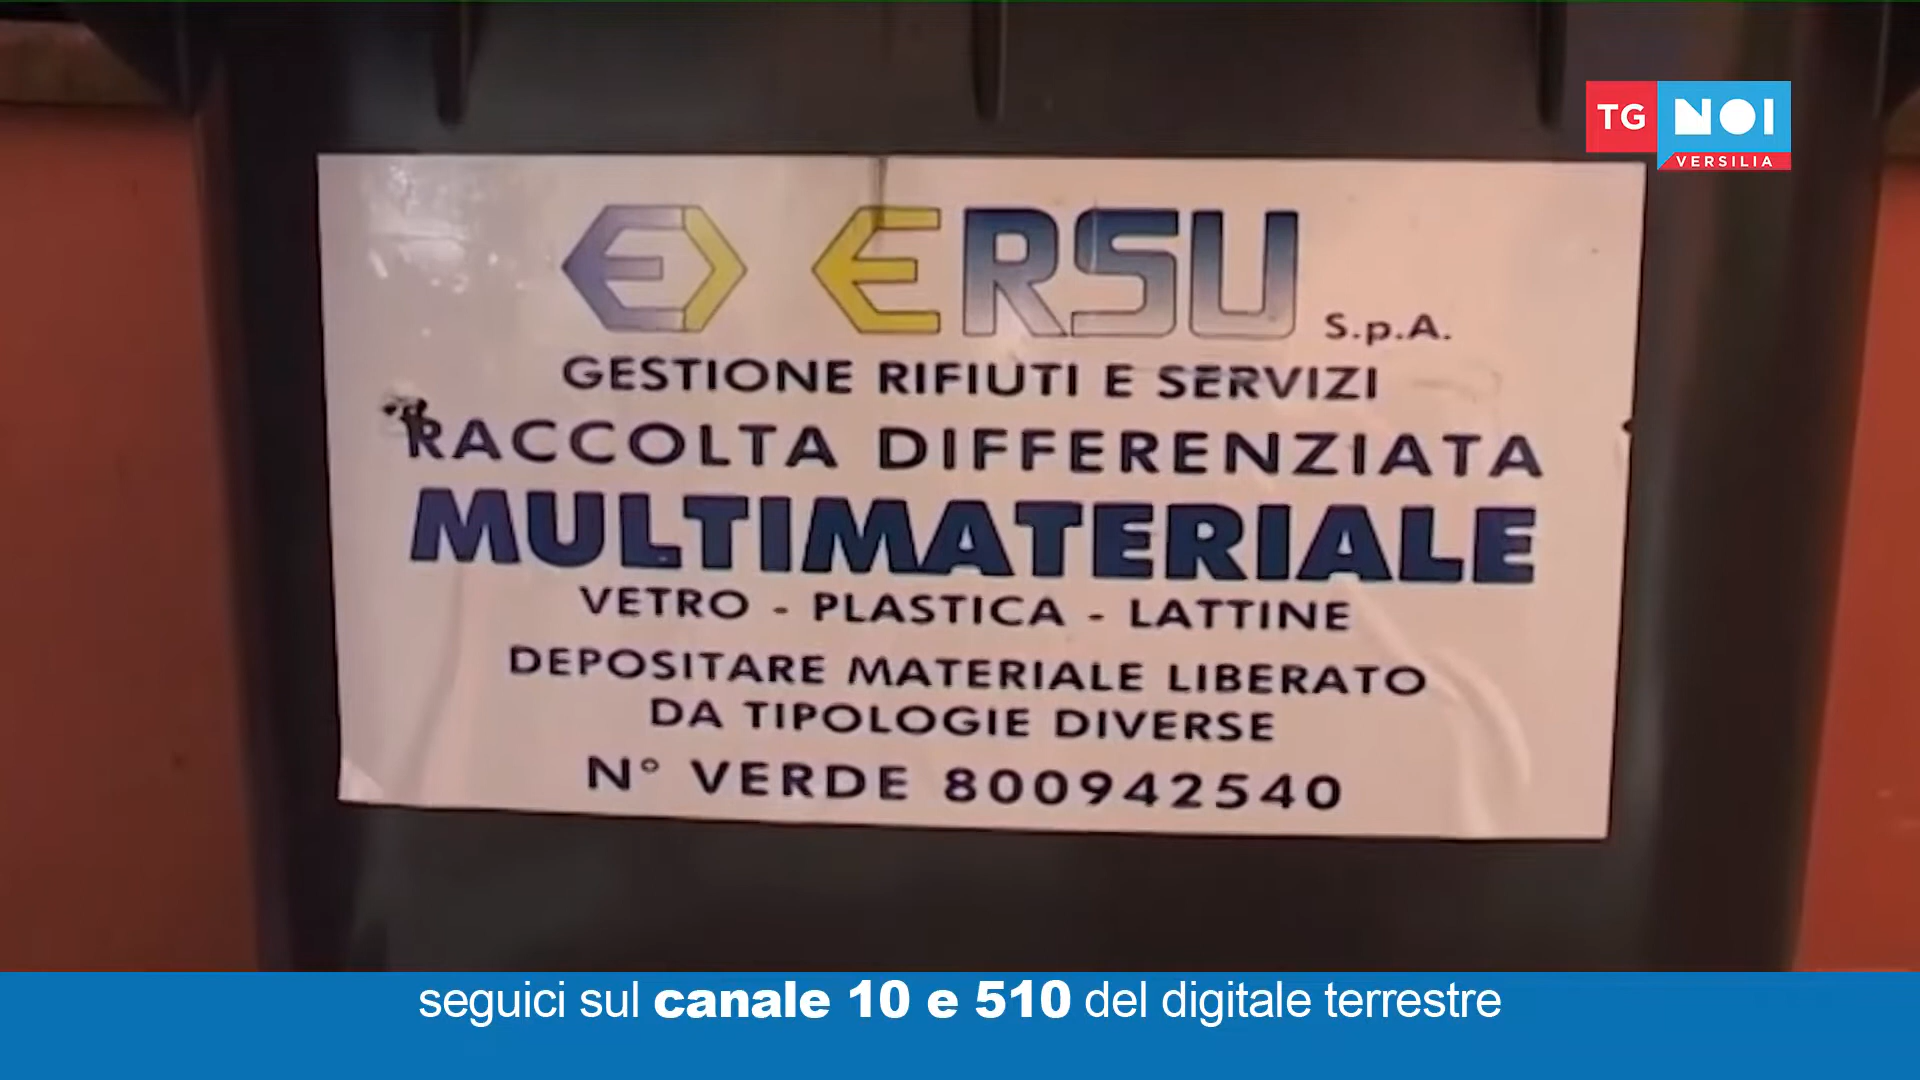 TG NOI
VERSILIA
ERSU S.p.A.
GESTIONE RIFIUTI E SERVIZI
RACCOLTA DIFFERENZIATA
MULTIMATERIALE
VETRO - PLASTICA - LATTINE
DEPOSITARE MATERIALE LIBERATO
DA TIPOLOGIE DIVERSE
N° VERDE 800942540
seguici sul canale 10 e 510 del digitale terrestre